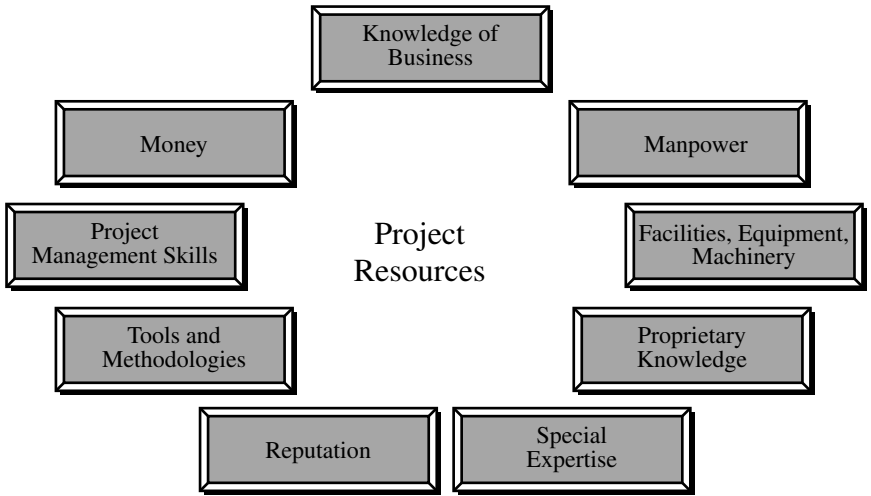 Knowledge of
Business
Money
Manpower
Project
Management Skills
Project
Resources
Facilities, Equipment,
Machinery
Tools and
Methodologies
Proprietary
Knowledge
Reputation
Special
Expertise